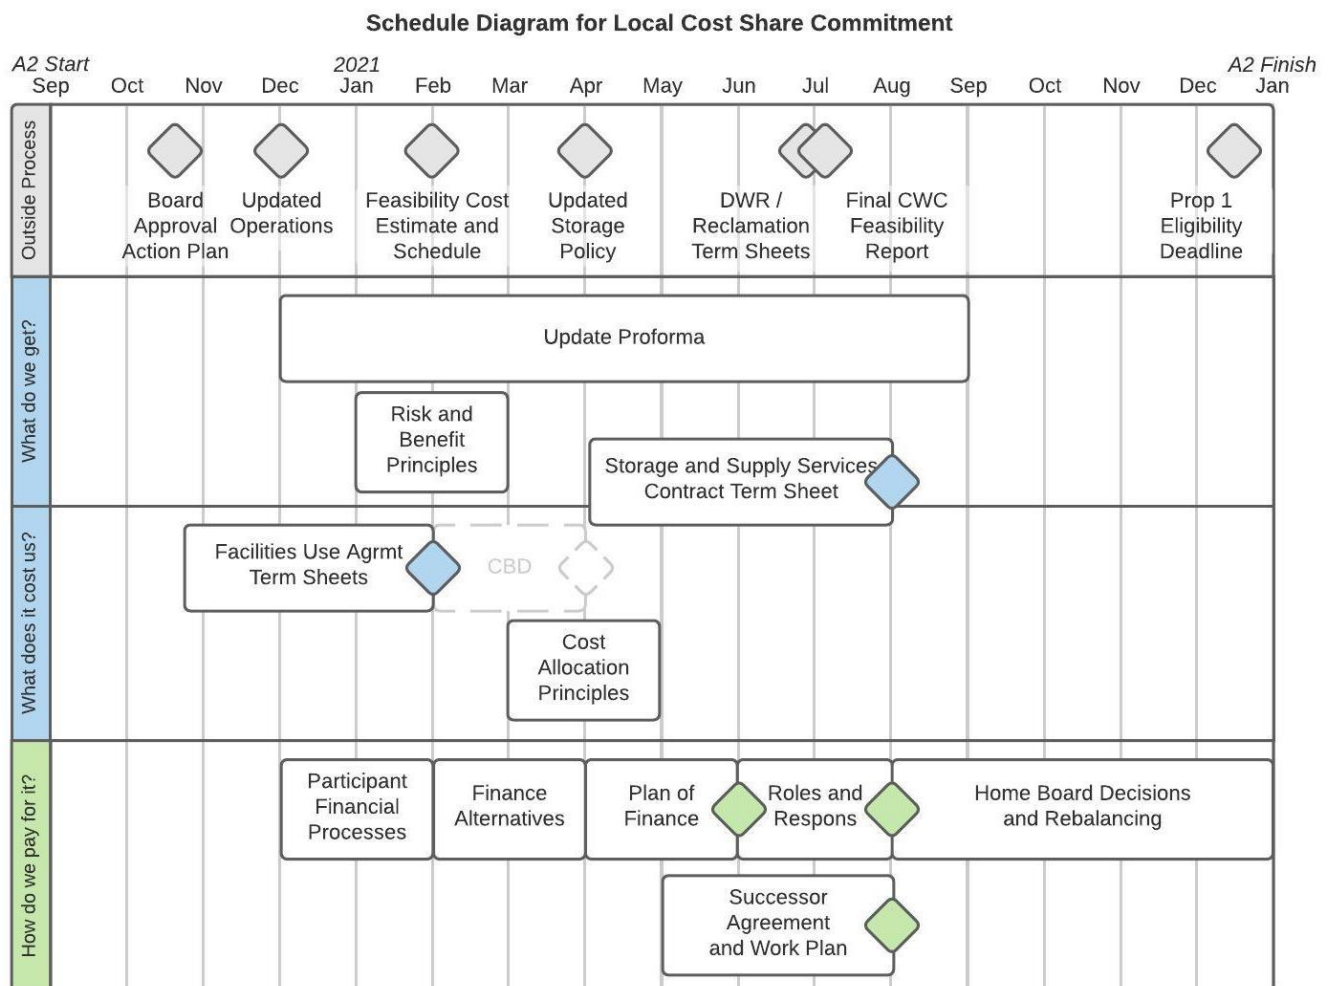 Schedule Diagram for Local Cost Share Commitment
A2 Start
2021
A2 Finish
Sep Oct Nov Dec Jan Feb Mar Apr May Jun Jul Aug Sep Oct Nov Dec Jan
Outside Process
Board
Approval
Action Plan
Updated
Operations
Feasibility Cost
Estimate and
Schedule
Updated
Storage
Policy
DWR /
Reclamation
Term Sheets
Final CWC
Feasibility
Report
Prop 1
Eligibility
Deadline
What do we get?
Update Proforma
Risk and
Benefit
Principles
Storage and Supply Services
Contract Term Sheet
What does it cost us?
Facilities Use Agrmt
Term Sheets
CBD
Cost
Allocation
Principles
How do we pay for it?
Participant
Financial
Processes
Finance
Alternatives
Plan of
Finance
Roles and
Respons
Home Board Decisions
and Rebalancing
Successor
Agreement
and Work Plan